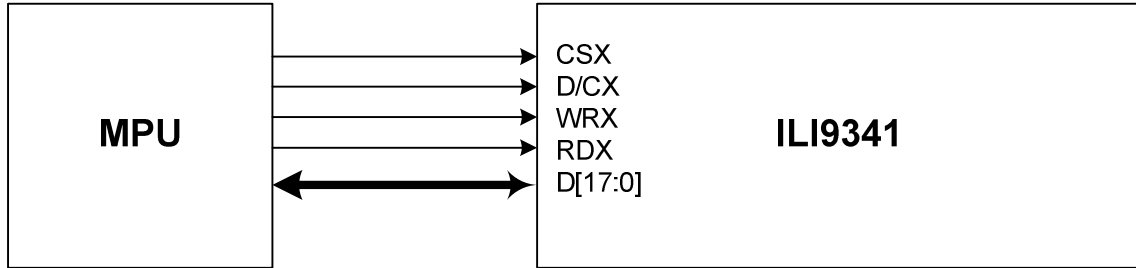 MPU
CSX
D/CX
WRX
RDX
D[17:0]
ILI9341